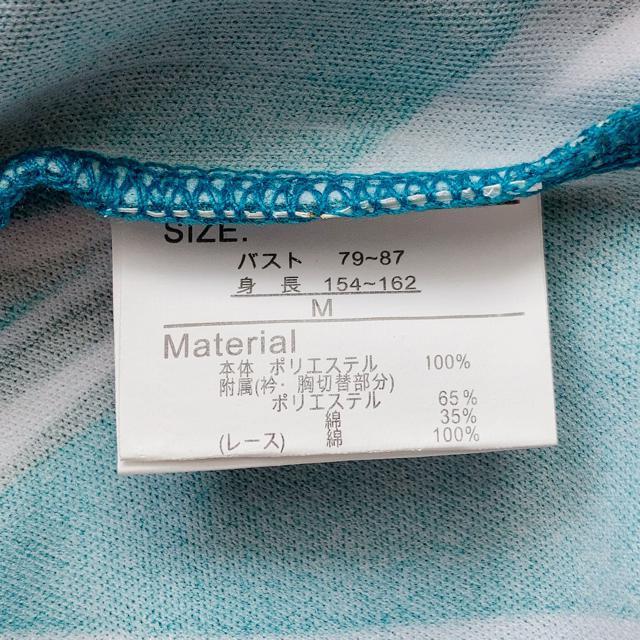 SIZE:
バスト 79~87
身 長 154~162
M
Material
本体 ポリエステル 100%
附属(衿・胸切替部分)
ポリエステル 65%
綿 35%
(レース) 綿 100%